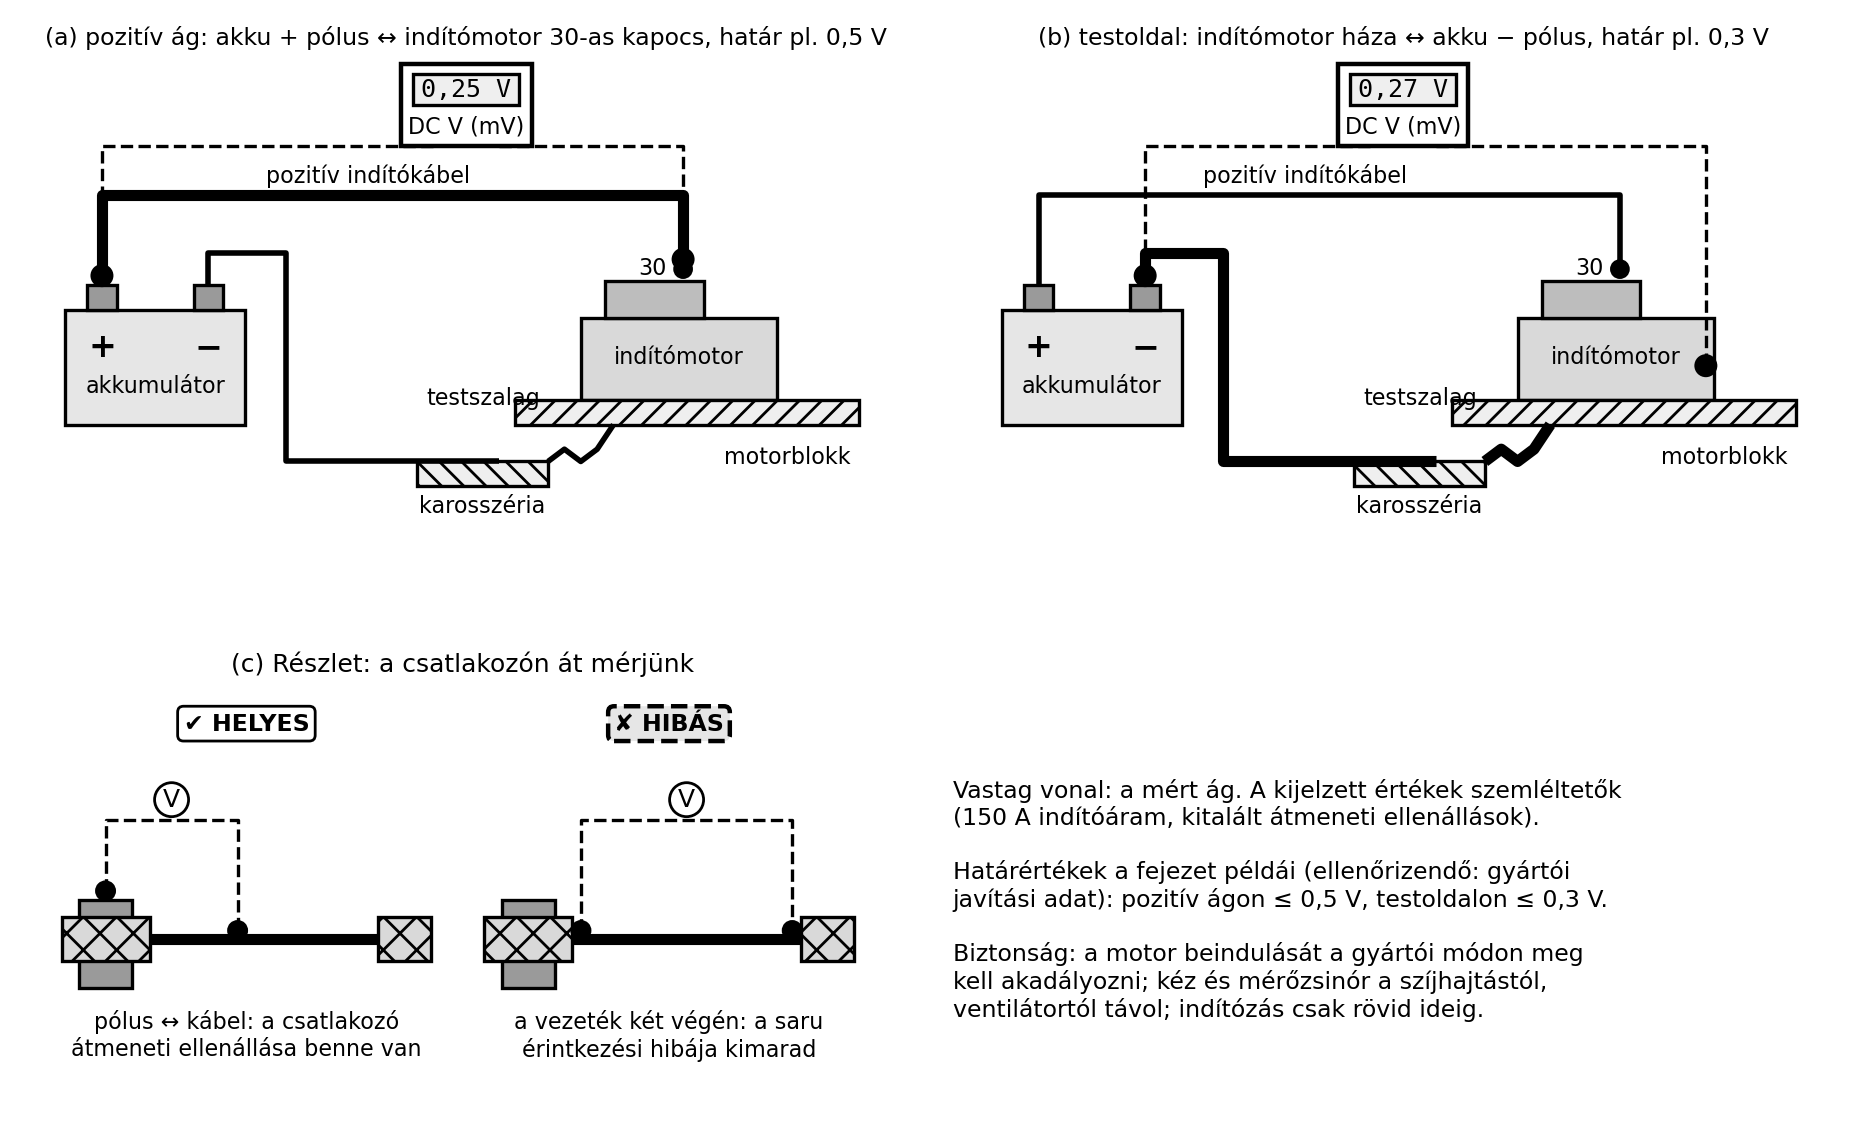 (a) pozitív ág: akku + pólus ↔ indítómotor 30-as kapocs, határ pl. 0,5 V
0,25 V
DC V (mV)
pozitív indítókábel
30
+ −
akkumulátor
indítómotor
testszalag
motorblokk
karosszéria
(b) testoldal: indítómotor háza ↔ akku − pólus, határ pl. 0,3 V
0,27 V
DC V (mV)
pozitív indítókábel
30
+ −
akkumulátor
indítómotor
testszalag
motorblokk
karosszéria
(c) Részlet: a csatlakozón át mérjünk
✔ HELYES
V
pólus ↔ kábel: a csatlakozó
átmeneti ellenállása benne van
✘ HIBÁS
V
a vezeték két végén: a saru
érintkezési hibája kimarad
Vastag vonal: a mért ág. A kijelzett értékek szemléltetők
(150 A indítóáram, kitalált átmeneti ellenállások).
Határértékek a fejezet példái (ellenőrizendő: gyártói
javítási adat): pozitív ágon ≤ 0,5 V, testoldalon ≤ 0,3 V.
Biztonság: a motor beindulását a gyártói módon meg
kell akadályozni; kéz és mérőzsinór a szíjhajtástól,
ventilátortól távol; indítózás csak rövid ideig.